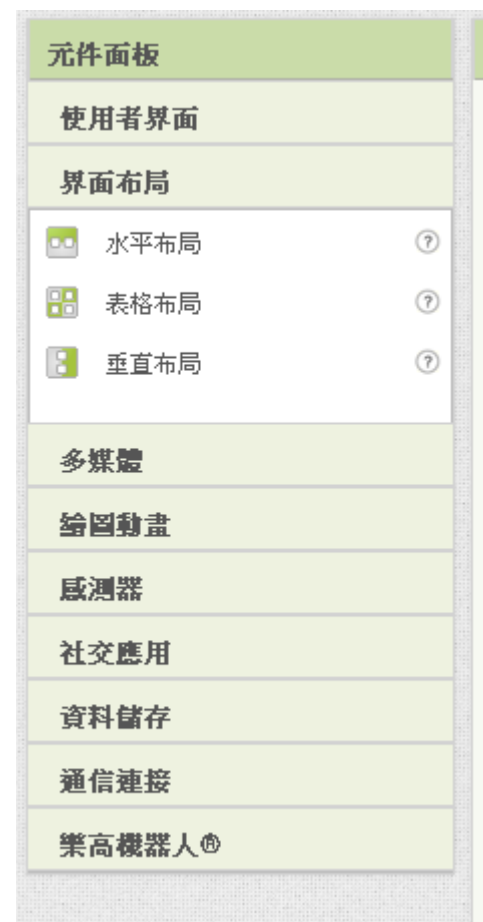 元件面板
使用者界面
界面布局
水平布局 ?
表格布局 ?
垂直布局 ?
多媒體
繪圖動畫
感測器
社交應用
資料儲存
通信連接
樂高機器人®